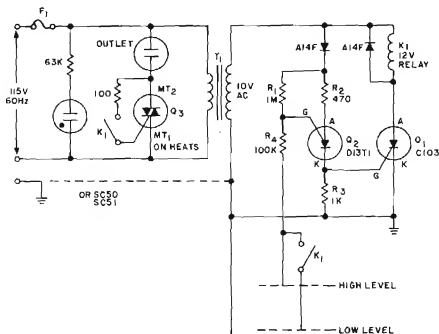 F1
63K
OUTLET
115V
60Hz
100
MT2
Q3
K1
MT1
ON HEATS
T1
10V
AC
A14F
A14F
K1
12V
RELAY
R1
1M
R2
470
R4
100K
G
A
Q2
D13T1
K
A
Q1
C103
K
G
R3
1K
OR SC50
SC51
K1
HIGH LEVEL
LOW LEVEL